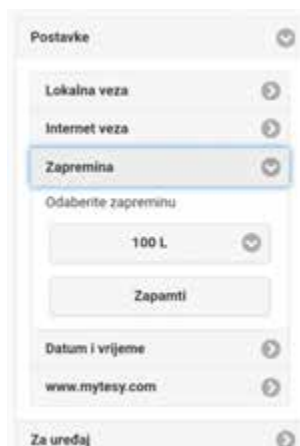 Postavke
Lokalna veza
Internet veza
Zapremina
Odaberite zapreminu
100 L
Zapamti
Datum i vrijeme
www.mytesy.com
Za uređaj